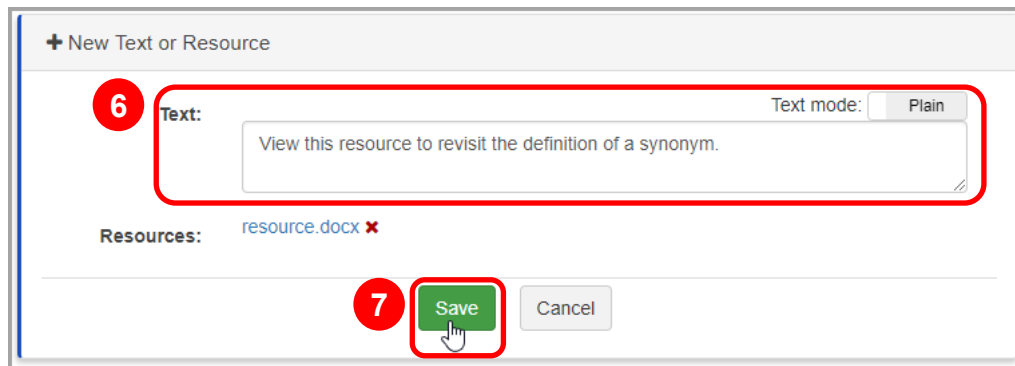 New Text or Resource
6
Text:
Text mode: Plain
View this resource to revisit the definition of a synonym.
Resources: resource.docx
7
Save Cancel